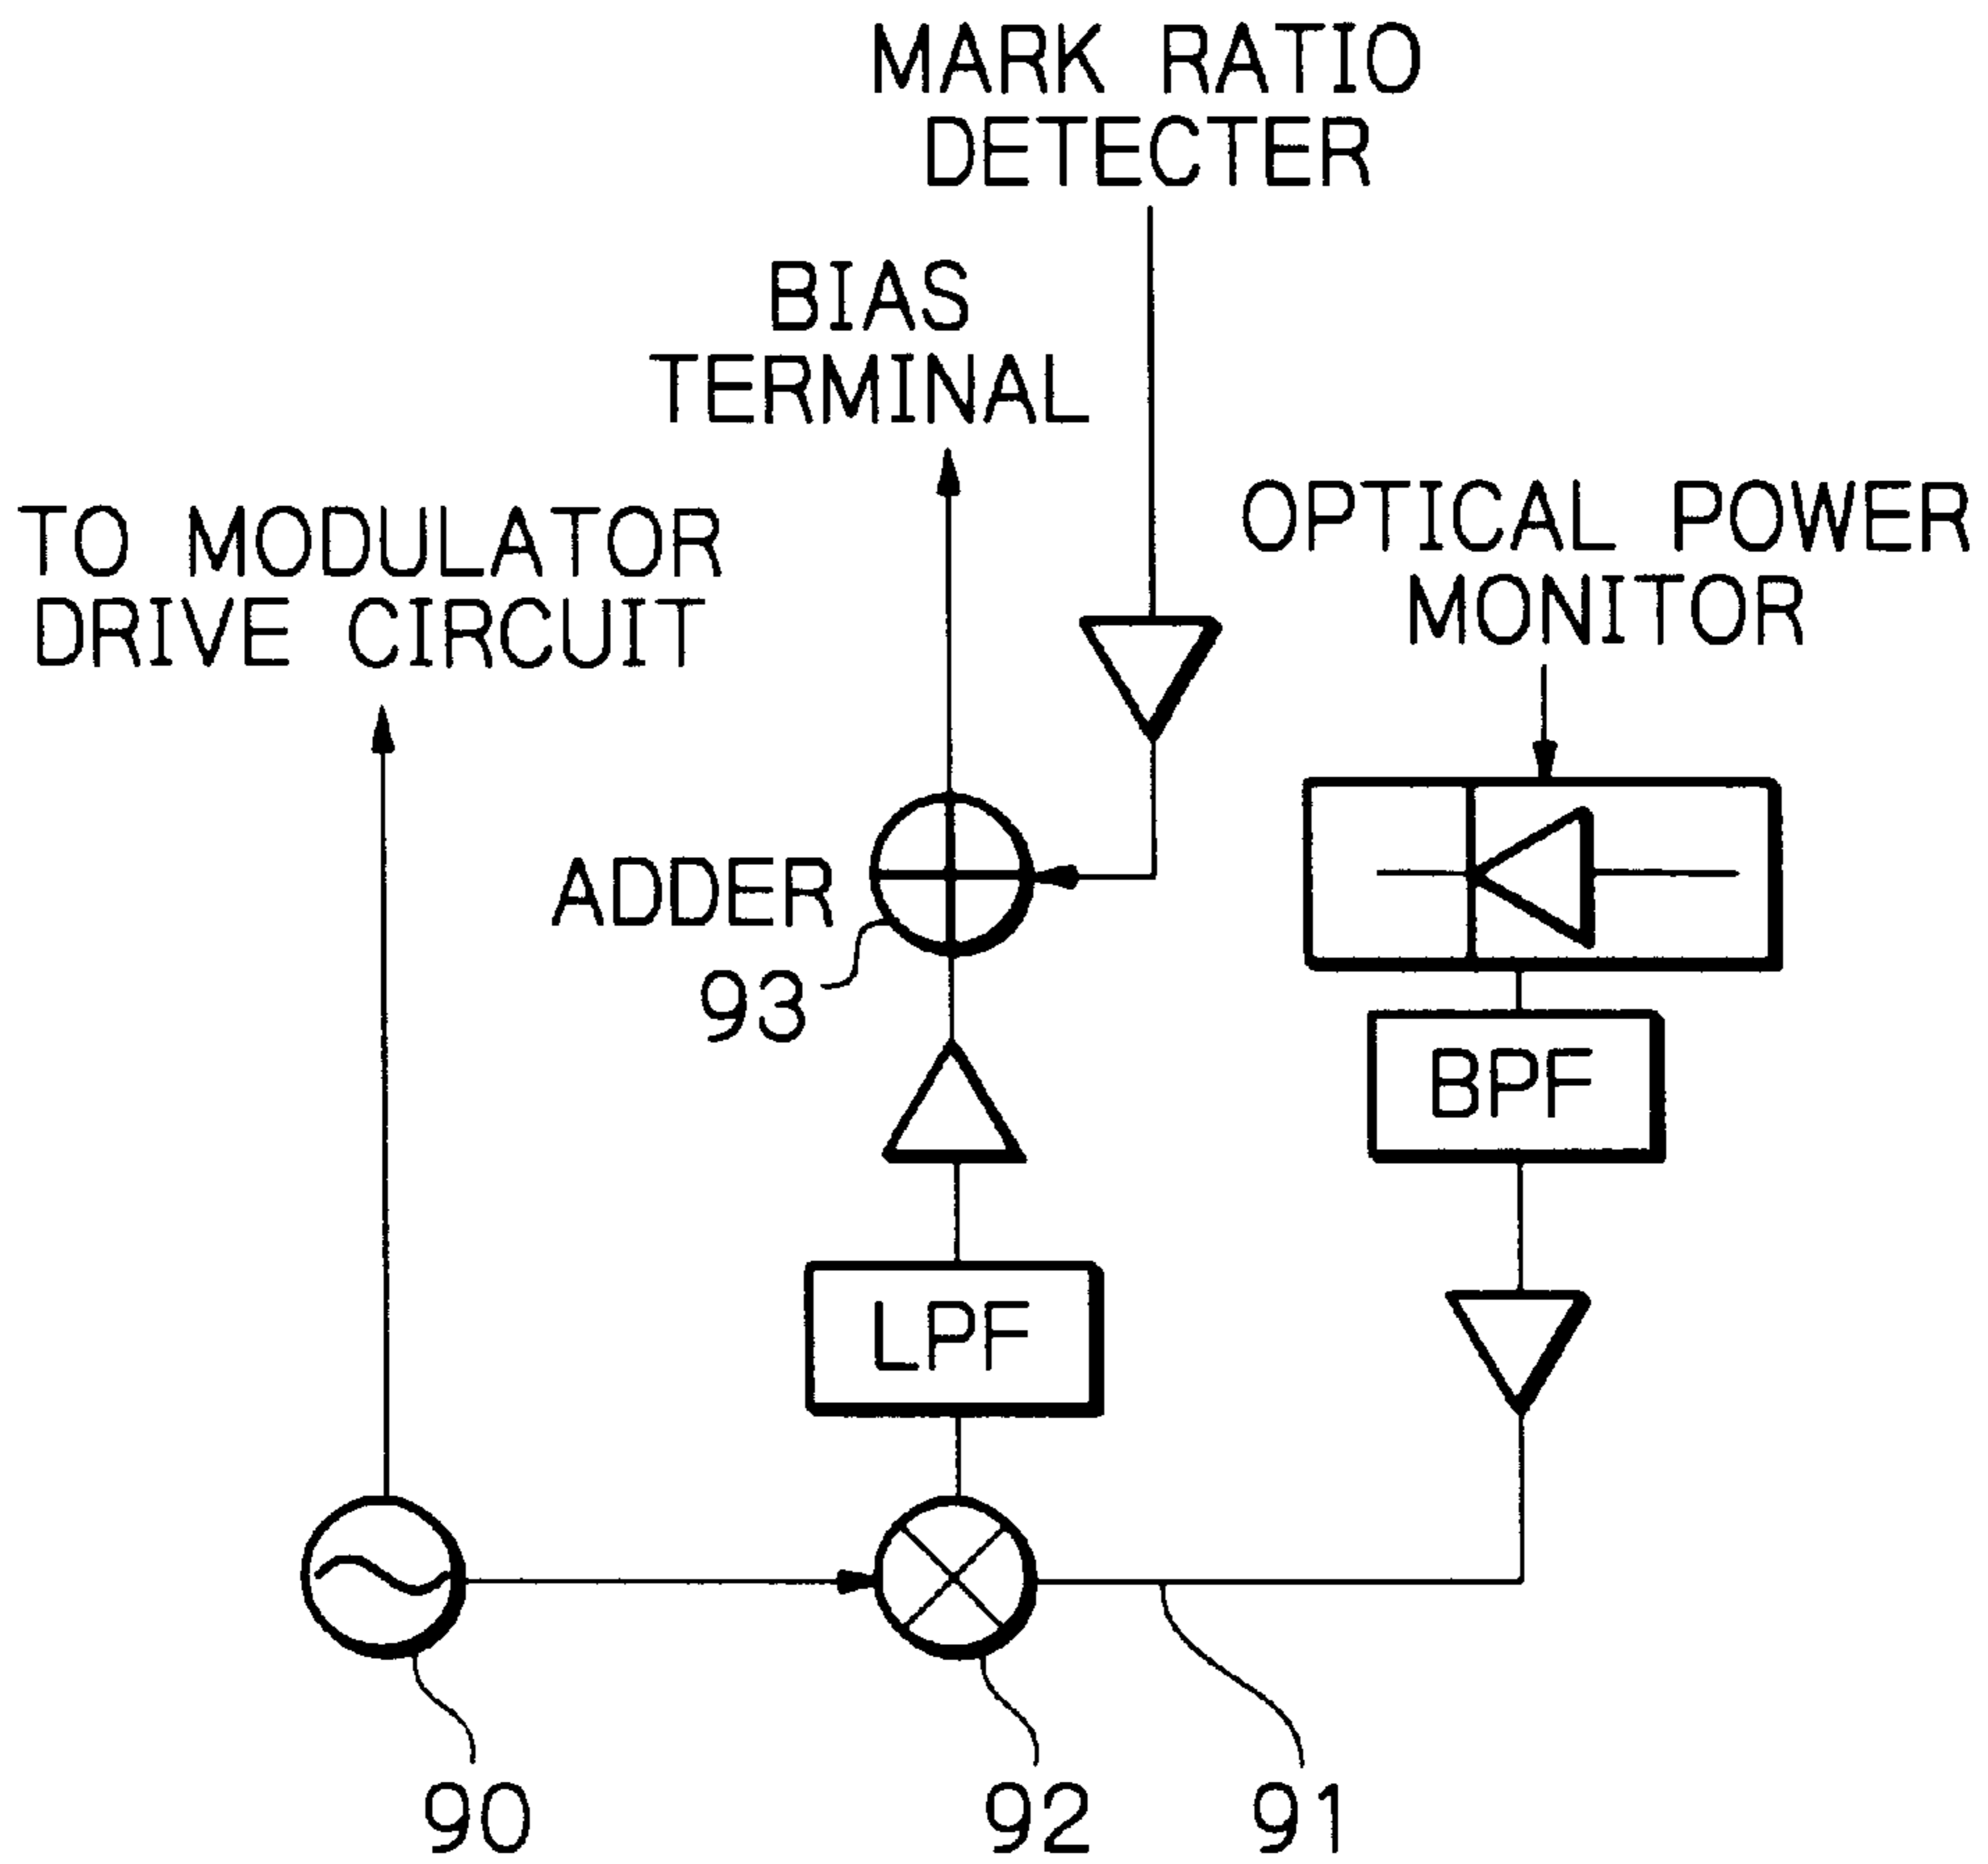 MARK RATIO
DETECTER
BIAS
TERMINAL
OPTICAL POWER
MONITOR
TO MODULATOR
DRIVE CIRCUIT
ADDER
93
BPF
LPF
90
92
91